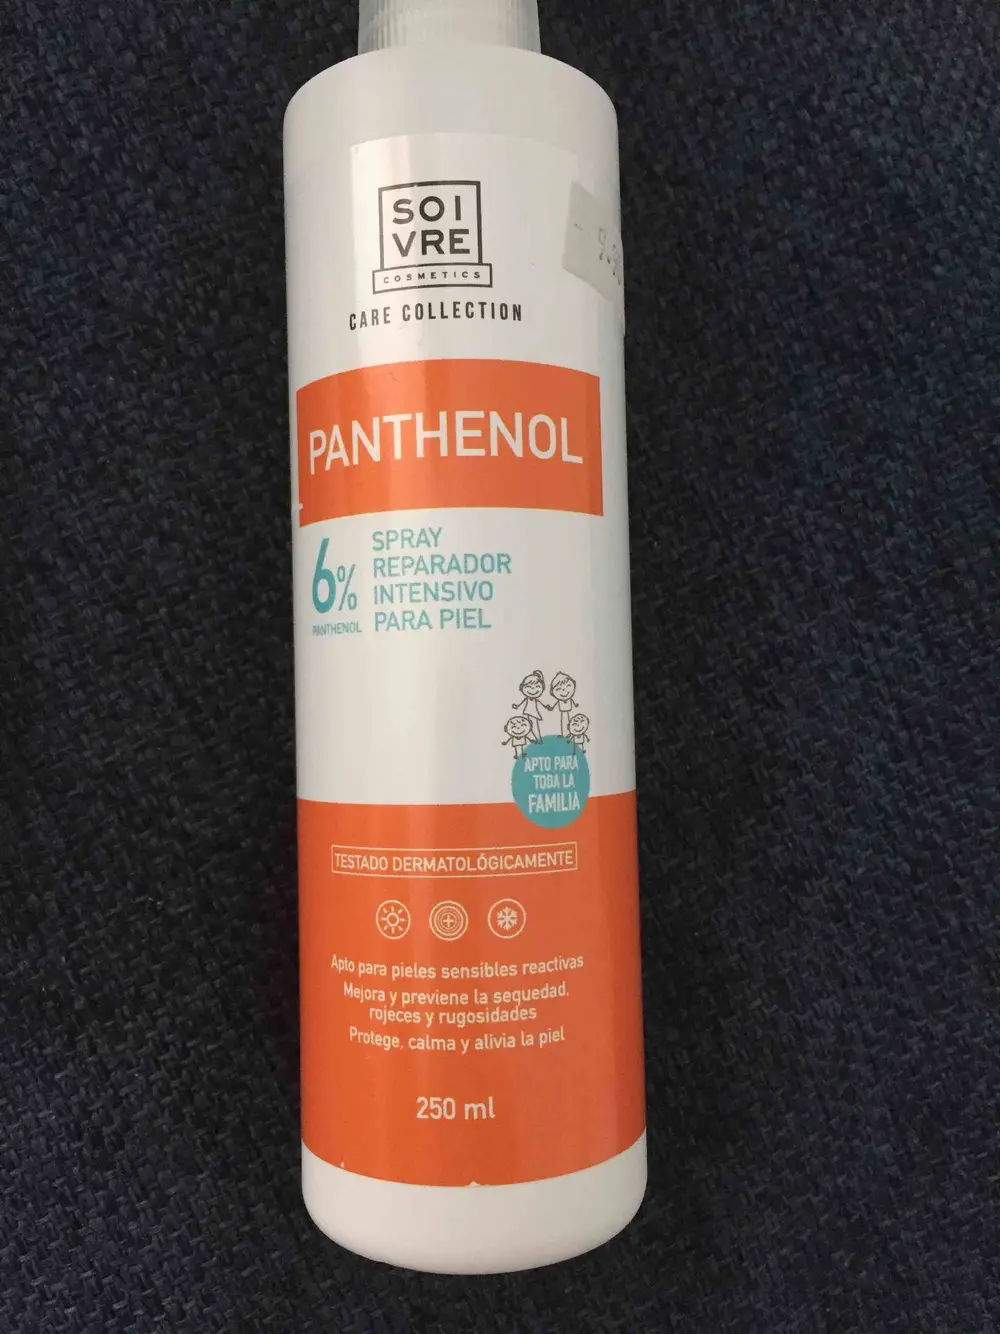 SOI
VRE
COSMETICS
CARE COLLECTION
PANTHENOL
6%
PANTHENOL
SPRAY
REPARADOR
INTENSIVO
PARA PIEL
APTO PARA
TODA LA
FAMILIA
TESTADO DERMATOLÓGICAMENTE
Apto para pieles sensibles reactivas
Mejora y previene la sequedad,
rojeces y rugosidades
Protege, calma y alivia la piel
250 ml